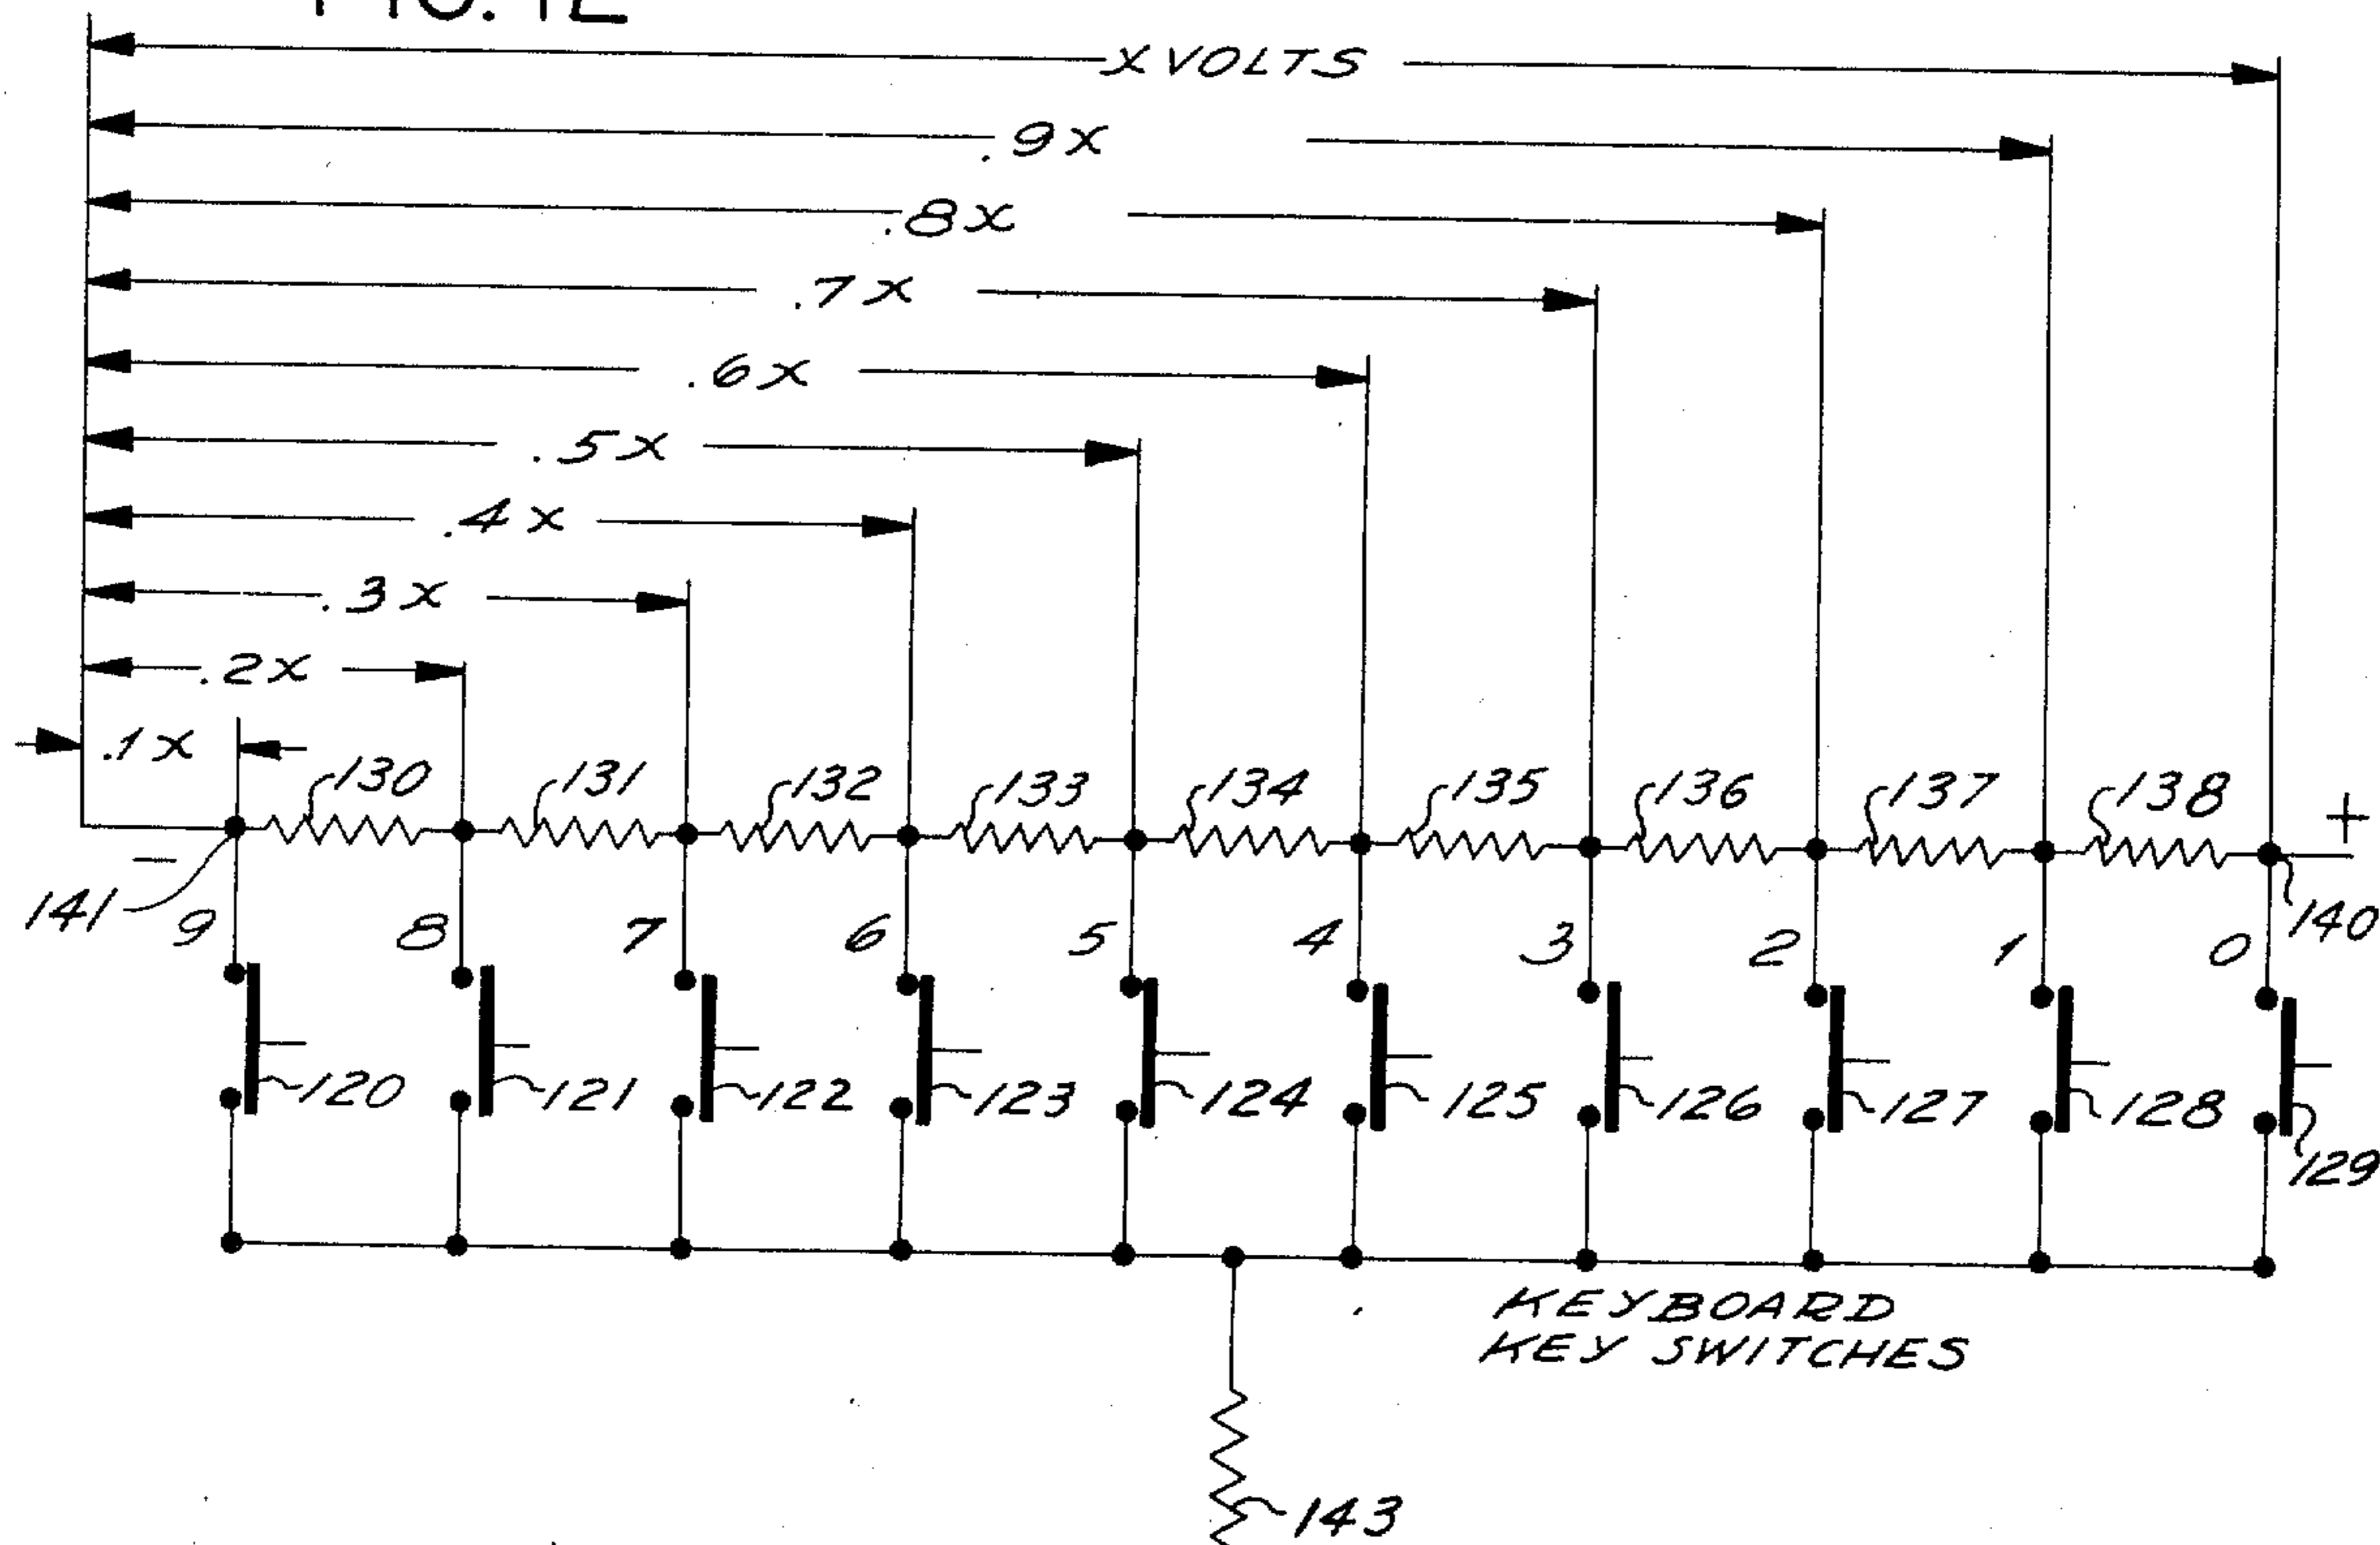 X VOLTS
.9X
.8X
.7X
.6X
.5X
.4X
.3X
.2X
.1X
130 131 132 133 134 135 136 137 138 +
−
141 9 8 7 6 5 4 3 2 1 0 140
120 121 122 123 124 125 126 127 128 129
KEYBOARD
KEY SWITCHES
143